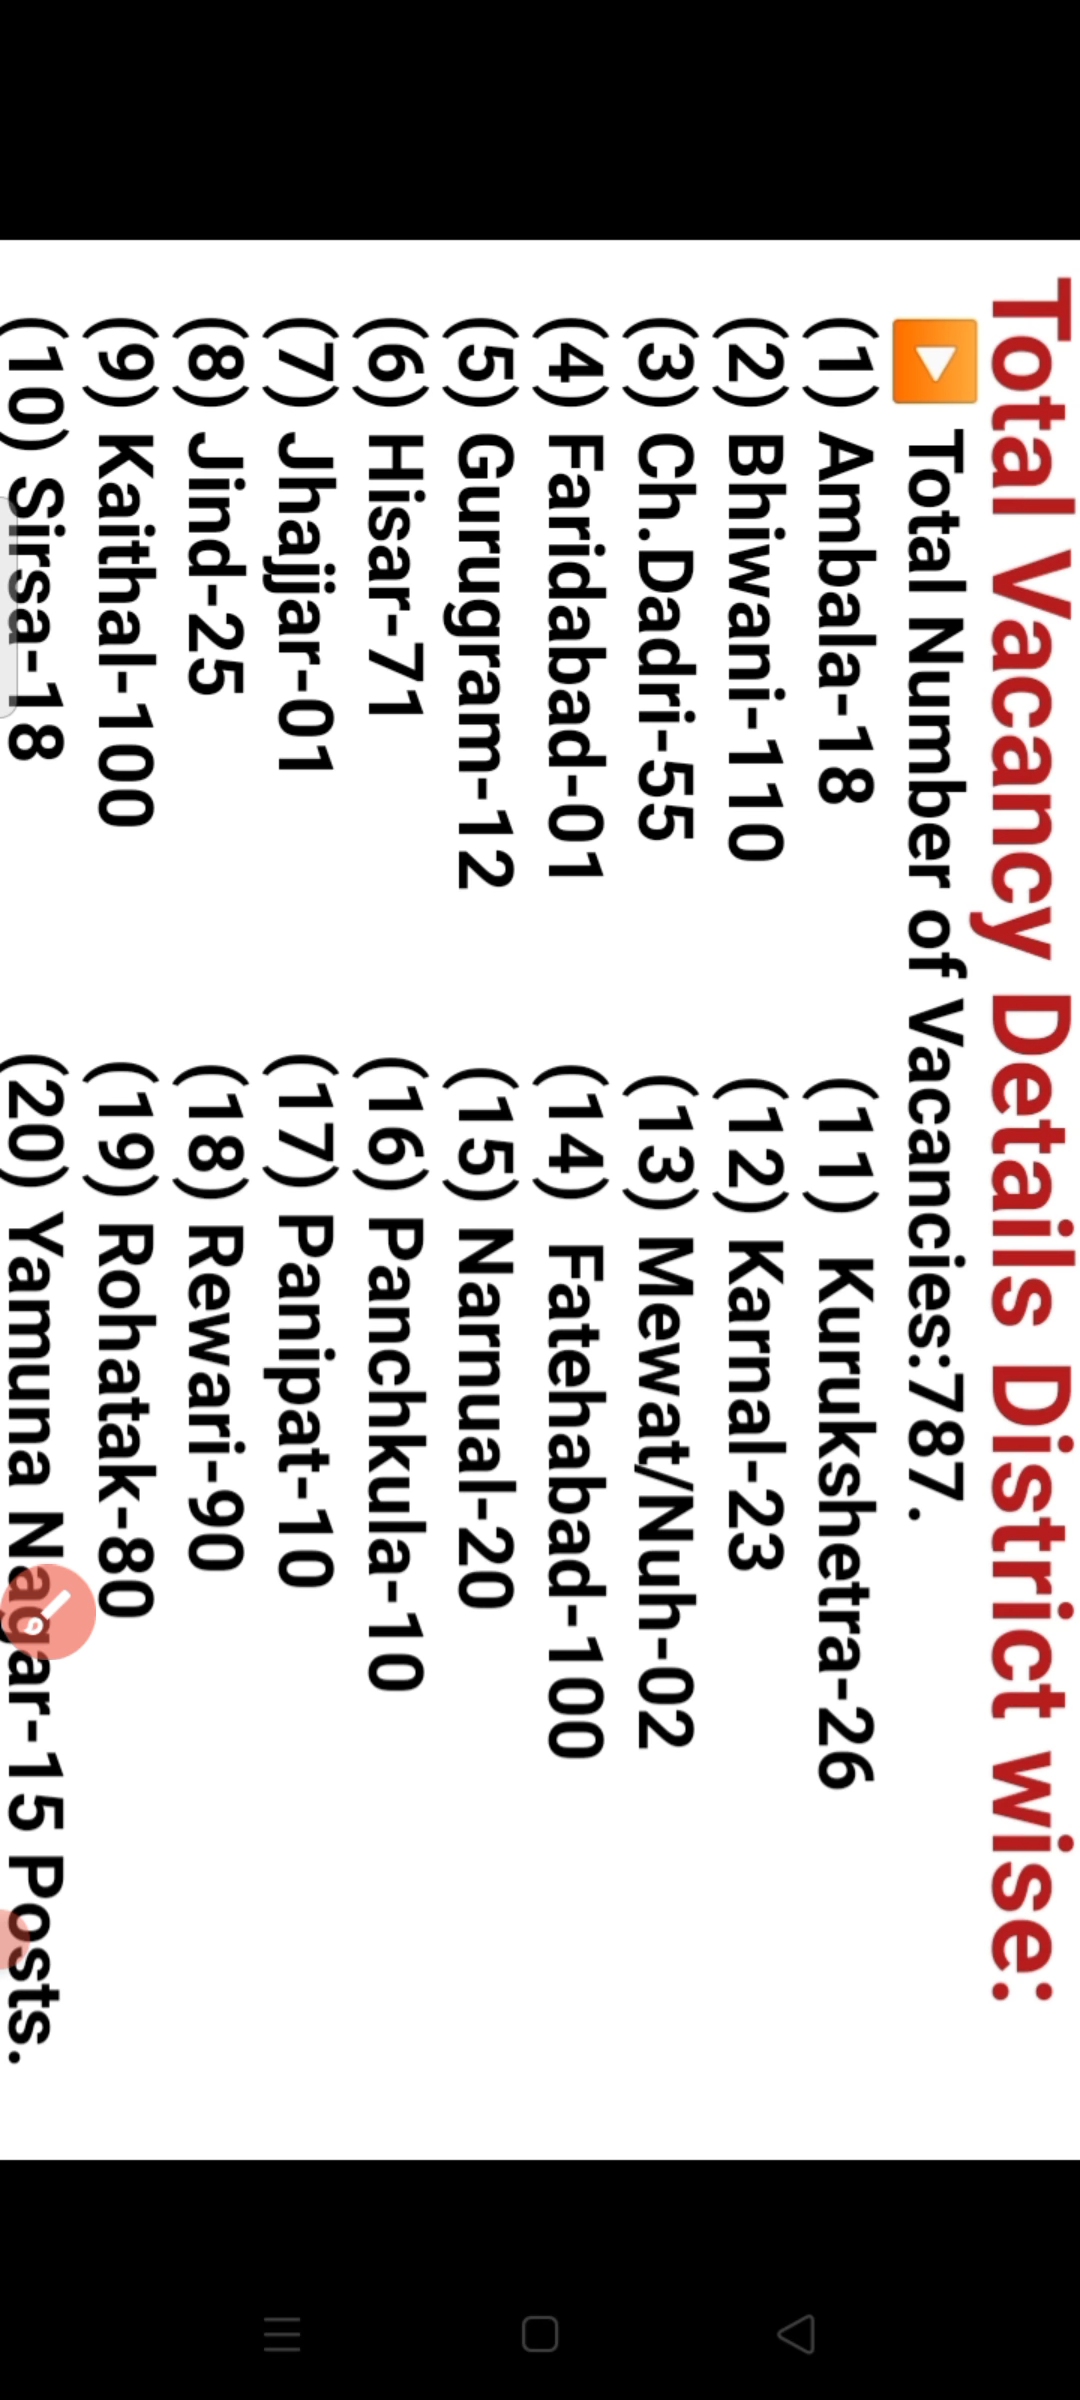 Total Vacancy Details District wise:
Total Number of Vacancies:787.
(1) Ambala-18 (11) Kurukshetra-26
(2) Bhiwani-110 (12) Karnal-23
(3) Ch.Dadri-55 (13) Mewat/Nuh-02
(4) Faridabad-01 (14) Fatehabad-100
(5) Gurugram-12 (15) Narnual-20
(6) Hisar-71 (16) Panchkula-10
(7) Jhajjar-01 (17) Panipat-10
(8) Jind-25 (18) Rewari-90
(9) Kaithal-100 (19) Rohatak-80
(10) Sirsa-18 (20) Yamuna Nagar-15 Posts.